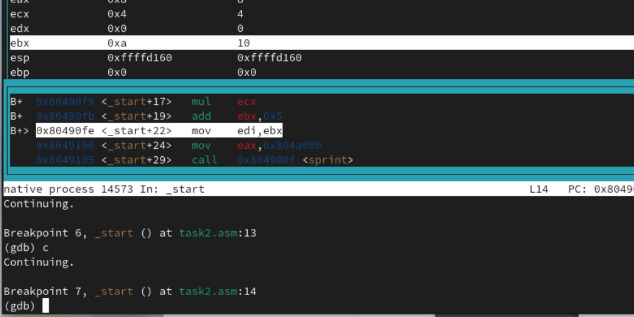 eax 0x8 8
ecx 0x4 4
edx 0x0 0
ebx 0xa 10
esp 0xffffd160 0xffffd160
ebp 0x0 0x0
B+ 0x80490f9 <_start+17> mul ecx
B+ 0x80490fb <_start+19> add ebx,0x5
B+> 0x80490fe <_start+22> mov edi,ebx
0x8049100 <_start+24> mov eax,0x804a000
0x8049105 <_start+29> call 0x804900f <sprint>
native process 14573 In: _start L14 PC: 0x80490
Continuing.
Breakpoint 6, _start () at task2.asm:13
(gdb) c
Continuing.
Breakpoint 7, _start () at task2.asm:14
(gdb)